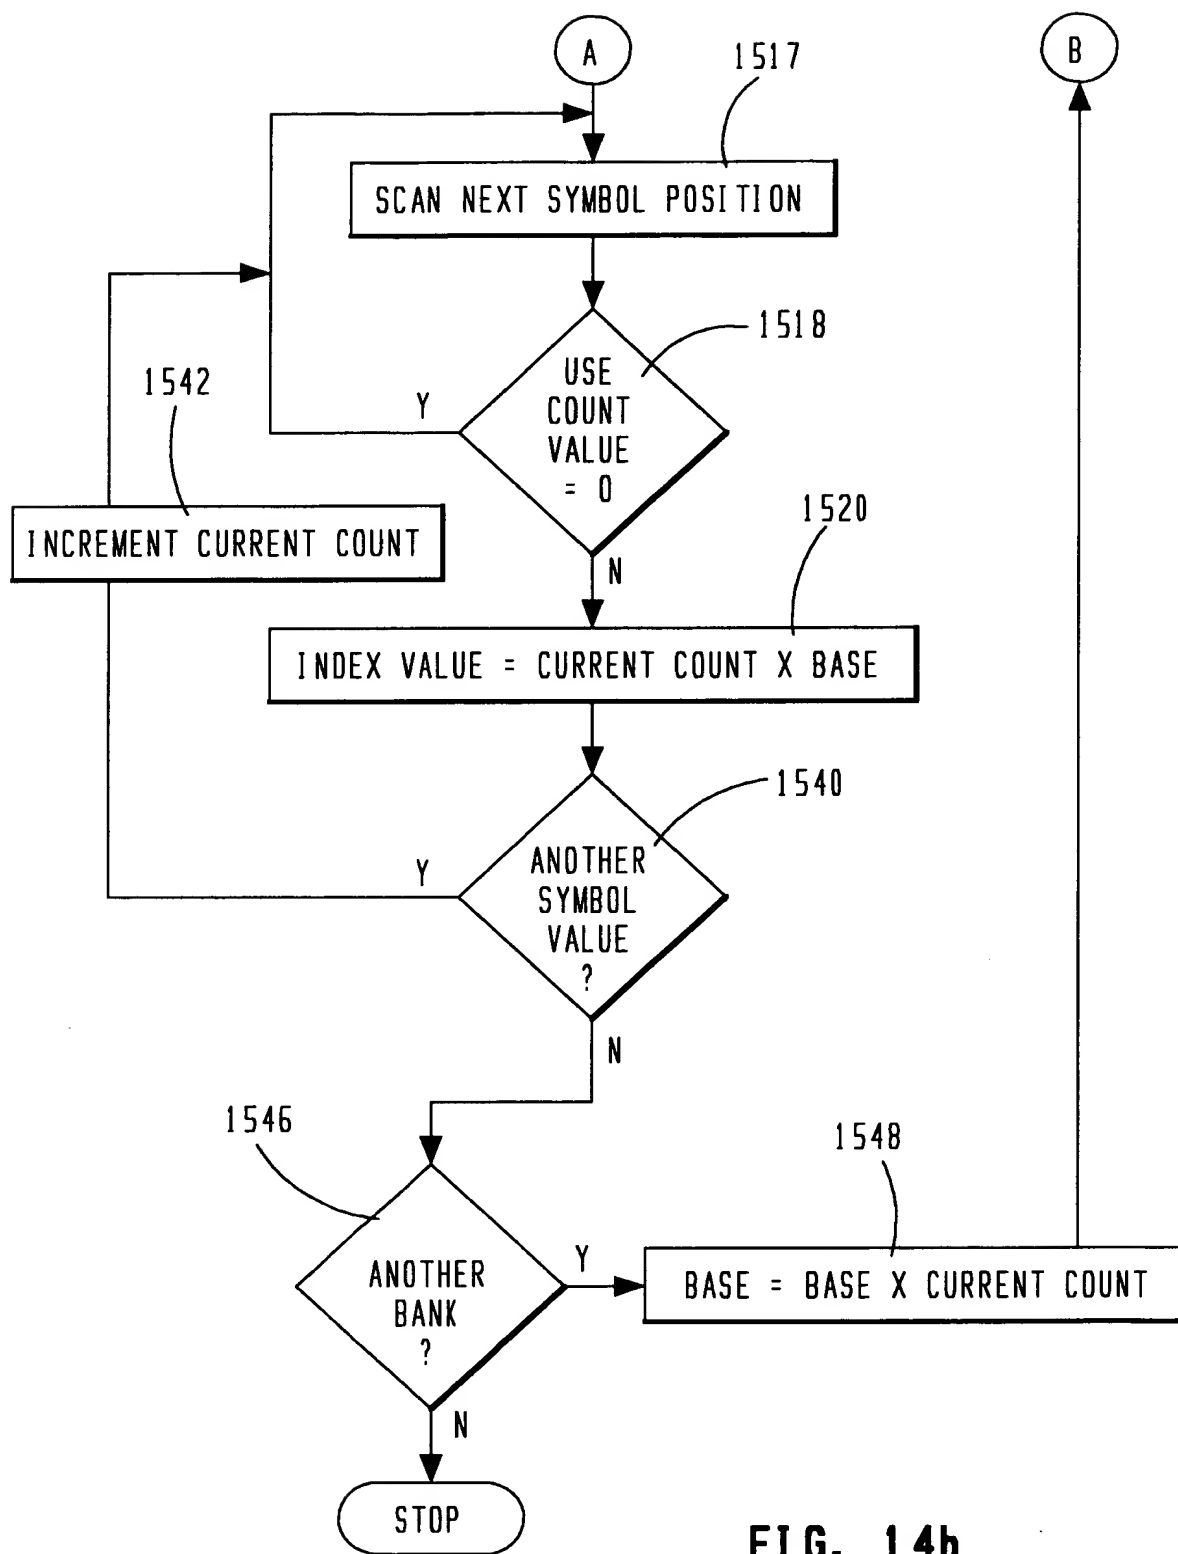 A
B
1517
SCAN NEXT SYMBOL POSITION
1518
USE
COUNT
VALUE
= 0
Y
1542
INCREMENT CURRENT COUNT
N
1520
INDEX VALUE = CURRENT COUNT X BASE
1540
ANOTHER
SYMBOL
VALUE
?
Y
N
1546
1548
ANOTHER
BANK
?
Y
BASE = BASE X CURRENT COUNT
N
STOP
FIG. 14b